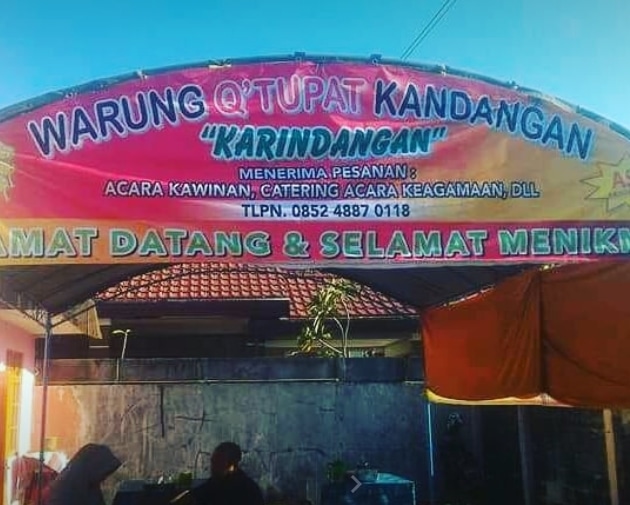 WARUNG Q'TUPAT KANDANGAN
"KARINDANGAN"
MENERIMA PESANAN :
ACARA KAWINAN, CATERING ACARA KEAGAMAAN, DLL
TLPN. 0852 4887 0118
AMAT DATANG & SELAMAT MENIKM